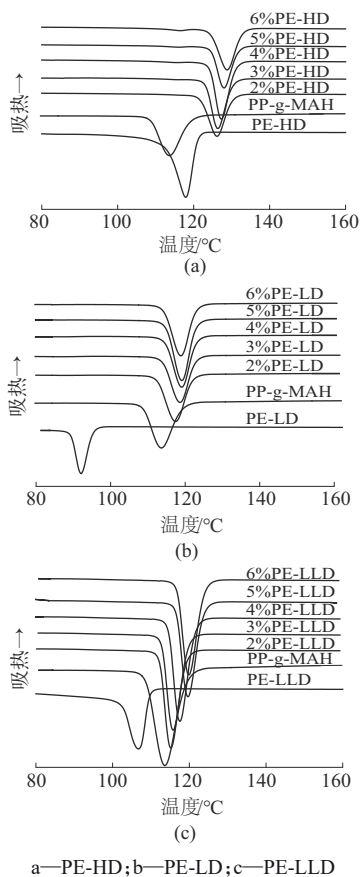 6%PE-HD
5%PE-HD
4%PE-HD
3%PE-HD
2%PE-HD
PP-g-MAH
PE-HD
吸热→
80 100 120 140 160
温度/℃
(a)
6%PE-LD
5%PE-LD
4%PE-LD
3%PE-LD
2%PE-LD
PP-g-MAH
PE-LD
吸热→
80 100 120 140 160
温度/℃
(b)
6%PE-LLD
5%PE-LLD
4%PE-LLD
3%PE-LLD
2%PE-LLD
PP-g-MAH
PE-LLD
吸热→
80 100 120 140 160
温度/℃
(c)
a—PE-HD;b—PE-LD;c—PE-LLD